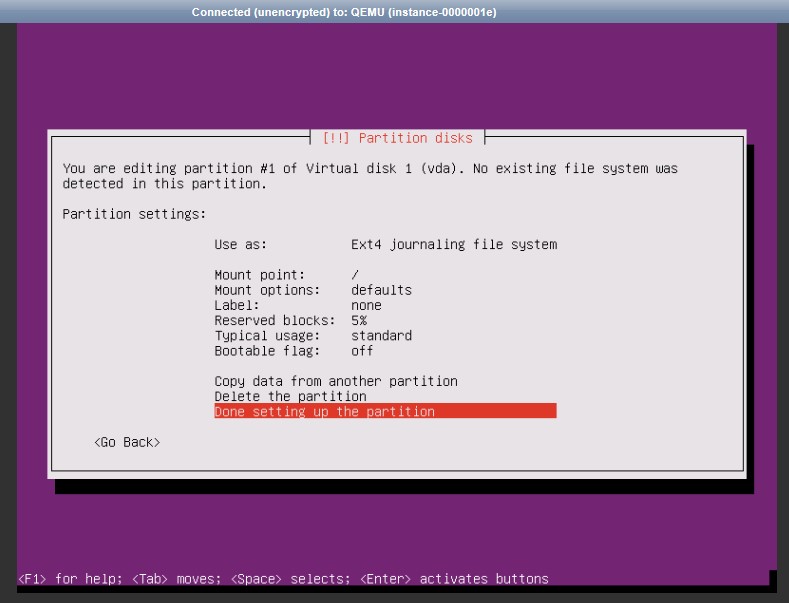 Connected (unencrypted) to: QEMU (instance-0000001e)
[!!] Partition disks
You are editing partition #1 of Virtual disk 1 (vda). No existing file system was
detected in this partition.
Partition settings:
Use as: Ext4 journaling file system
Mount point: /
Mount options: defaults
Label: none
Reserved blocks: 5%
Typical usage: standard
Bootable flag: off
Copy data from another partition
Delete the partition
Done setting up the partition
<Go Back>
<F1> for help; <Tab> moves; <Space> selects; <Enter> activates buttons